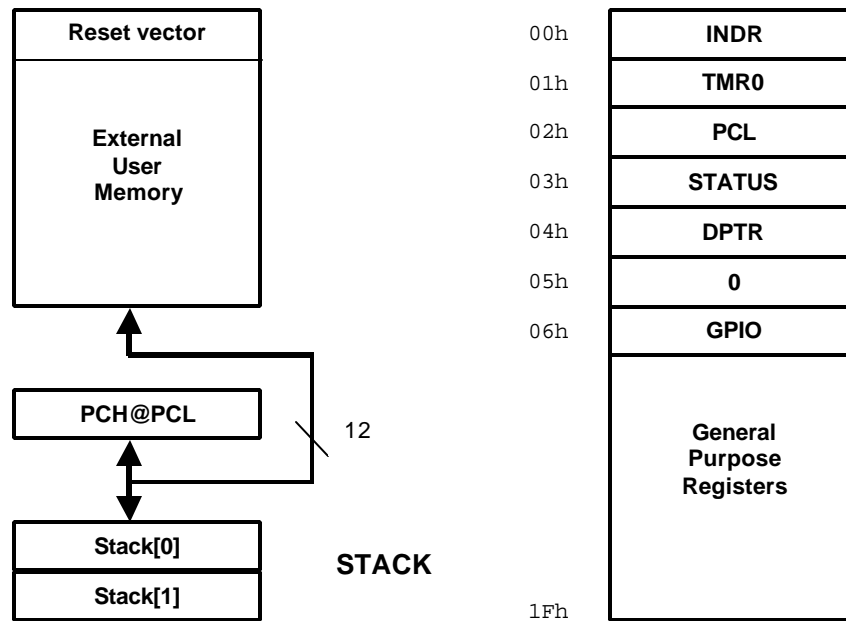 Reset vector
External
User
Memory
PCH@PCL
12
Stack[0]
Stack[1]
STACK
00h INDR
01h TMR0
02h PCL
03h STATUS
04h DPTR
05h 0
06h GPIO
General
Purpose
Registers
1Fh